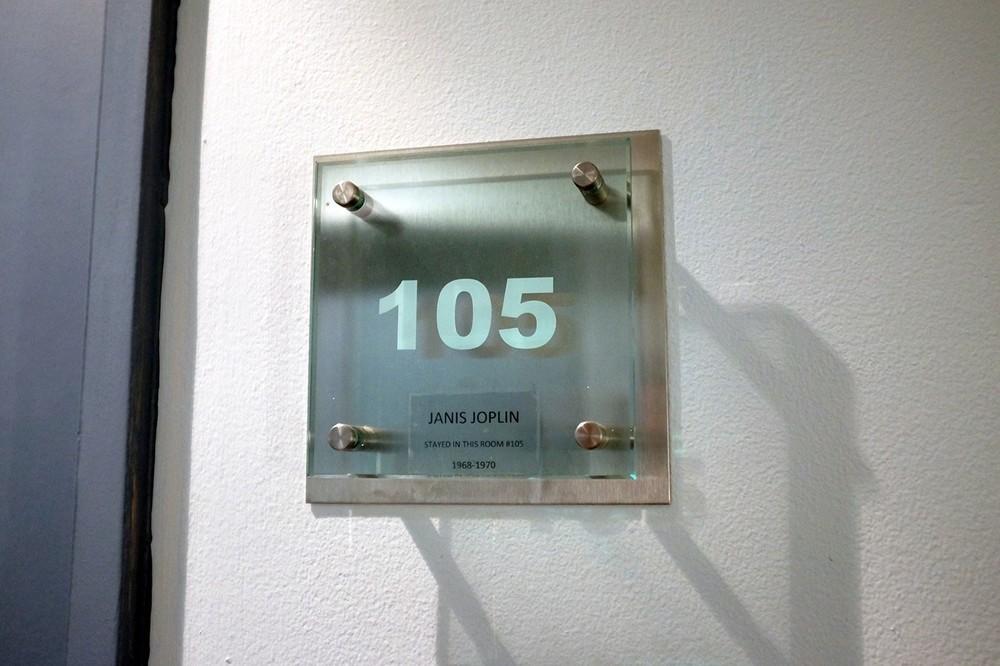 105
JANIS JOPLIN
STAYED IN THIS ROOM #105
1968-1970